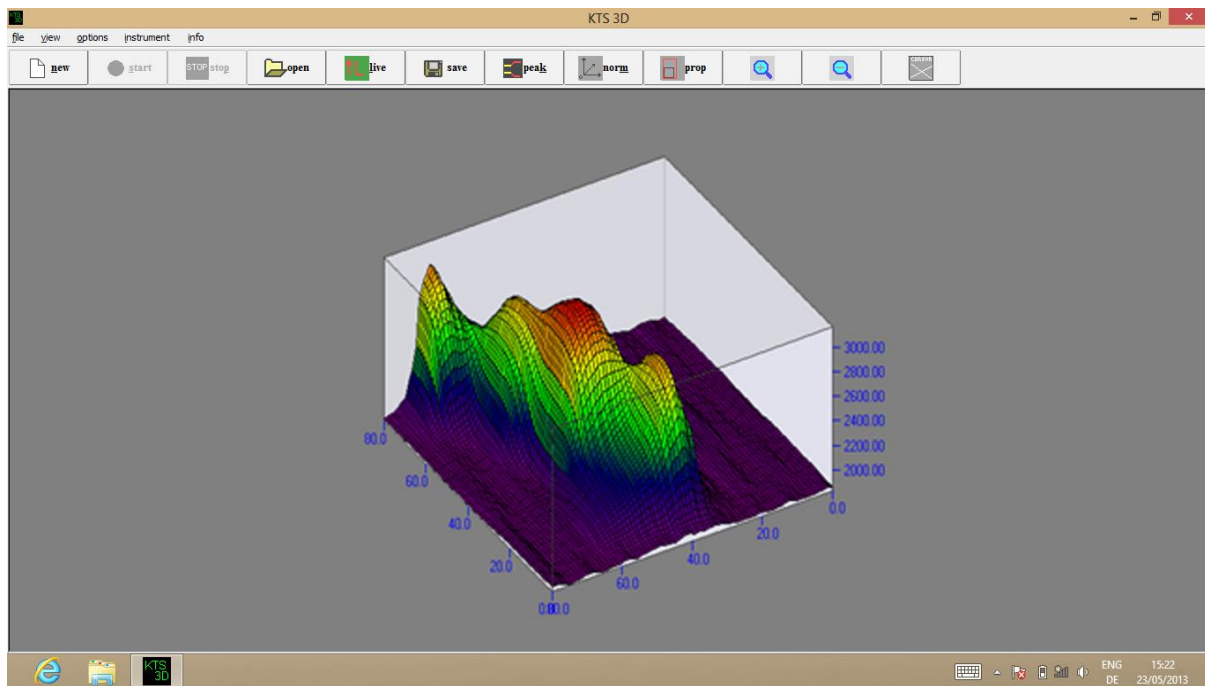 KTS 3D
file view options instrument info
new start STOP stop open live save peak norm prop CURSOR
3000.00
2800.00
2600.00
2400.00
2200.00
2000.00
80.0
60.0
40.0
20.0
0.0
80.0
60.0
40.0
20.0
0.0
KTS 3D
ENG 15:22
DE 23/05/2013